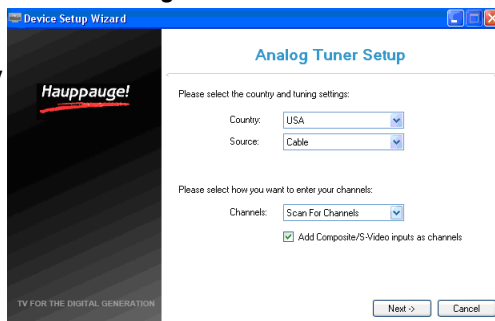 Device Setup Wizard
Analog Tuner Setup
Hauppauge!
Please select the country and tuning settings:
Country: USA
Source: Cable
Please select how you want to enter your channels:
Channels: Scan For Channels
Add Composite/S-Video inputs as channels
TV FOR THE DIGITAL GENERATION
Next -> Cancel